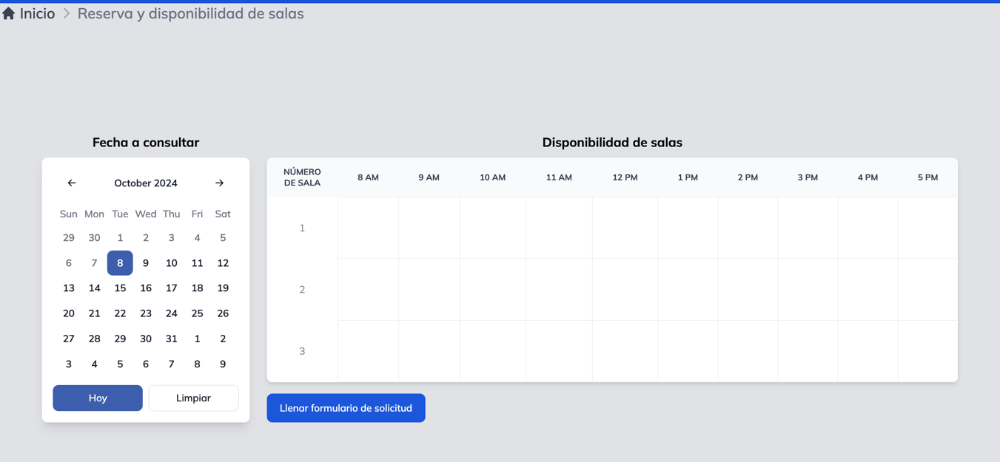 Inicio > Reserva y disponibilidad de salas
Fecha a consultar
October 2024
Sun Mon Tue Wed Thu Fri Sat
29 30 1 2 3 4 5
6 7 8 9 10 11 12
13 14 15 16 17 18 19
20 21 22 23 24 25 26
27 28 29 30 31 1 2
3 4 5 6 7 8 9
Hoy Limpiar
Disponibilidad de salas
NÚMERO
DE SALA 8 AM 9 AM 10 AM 11 AM 12 PM 1 PM 2 PM 3 PM 4 PM 5 PM
1
2
3
Llenar formulario de solicitud